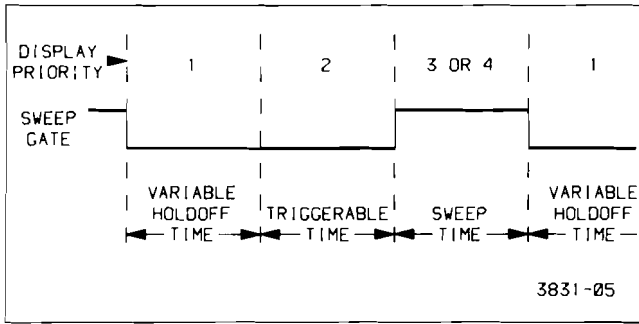 DISPLAY
PRIORITY
1
2
3 OR 4
1
SWEEP
GATE
VARIABLE
HOLDOFF
TIME
TRIGGERABLE
TIME
SWEEP
TIME
VARIABLE
HOLDOFF
TIME
3831-05